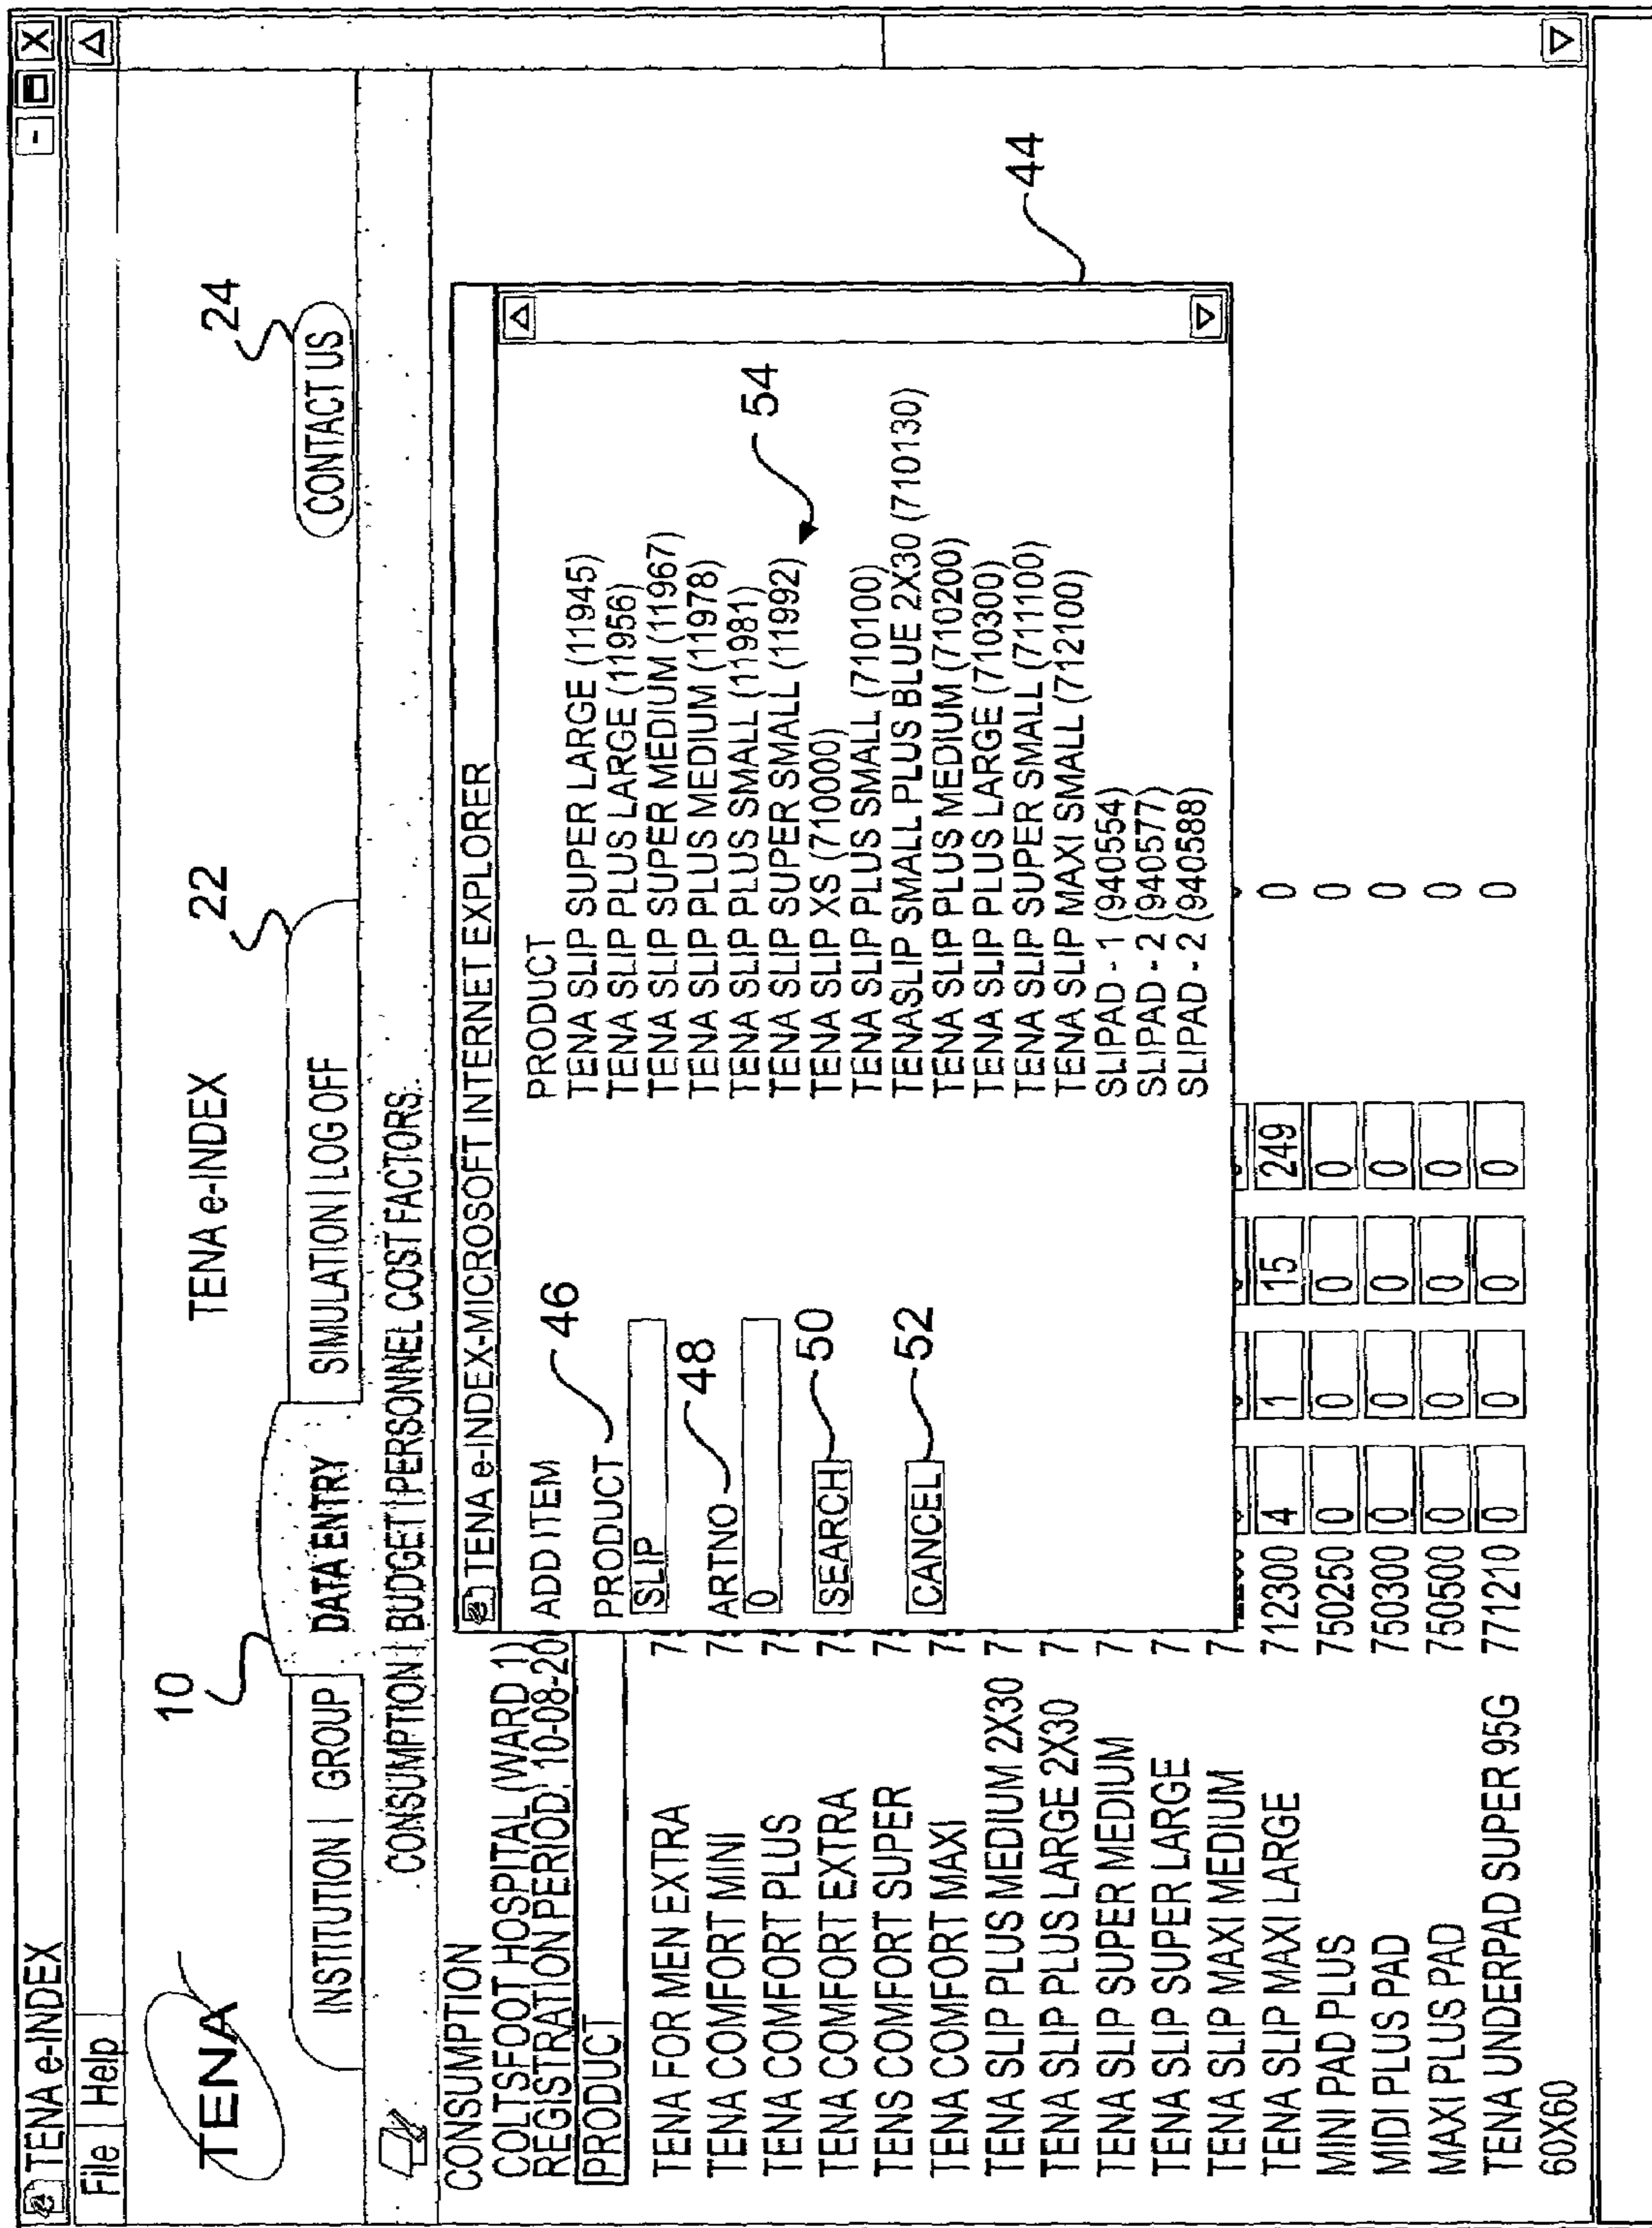 TENA e-INDEX
File Help
TENA
TENA e-INDEX
10
22
24
INSTITUTION | GROUP DATA ENTRY SIMULATION | LOG OFF CONTACT US
CONSUMPTION | BUDGET | PERSONNEL COST FACTORS
CONSUMPTION
COLTSFOOT HOSPITAL (WARD 1)
REGISTRATION PERIOD: 10-08-20
PRODUCT
TENA FOR MEN EXTRA 7
TENA COMFORT MINI 7
TENA COMFORT PLUS 7
TENA COMFORT EXTRA 7
TENS COMFORT SUPER 7
TENA COMFORT MAXI 7
TENA SLIP PLUS MEDIUM 2X30 7
TENA SLIP PLUS LARGE 2X30 7
TENA SLIP SUPER MEDIUM 7
TENA SLIP SUPER LARGE 7
TENA SLIP MAXI MEDIUM 7
TENA SLIP MAXI LARGE 712300 4 1 15 249 0
MINI PAD PLUS 750250 0 0 0 0 0
MIDI PLUS PAD 750300 0 0 0 0 0
MAXI PLUS PAD 750500 0 0 0 0 0
TENA UNDERPAD SUPER 95G 771210 0 0 0 0 0
60X60
TENA e-INDEX-MICROSOFT INTERNET EXPLORER
ADD ITEM
PRODUCT 46
SLIP
ARTNO 48
0
SEARCH 50
CANCEL 52
PRODUCT
TENA SLIP SUPER LARGE (11945)
TENA SLIP PLUS LARGE (11956)
TENA SLIP SUPER MEDIUM (11967)
TENA SLIP PLUS MEDIUM (11978)
TENA SLIP PLUS SMALL (11981)
TENA SLIP SUPER SMALL (11992)
TENA SLIP XS (710000)
TENA SLIP PLUS SMALL (710100)
TENASLIP SMALL PLUS BLUE 2X30 (710130)
TENA SLIP PLUS MEDIUM (710200)
TENA SLIP PLUS LARGE (710300)
TENA SLIP SUPER SMALL (711100)
TENA SLIP MAXI SMALL (712100)
SLIPAD - 1 (940554)
SLIPAD - 2 (940577)
SLIPAD - 2 (940588)
54
44